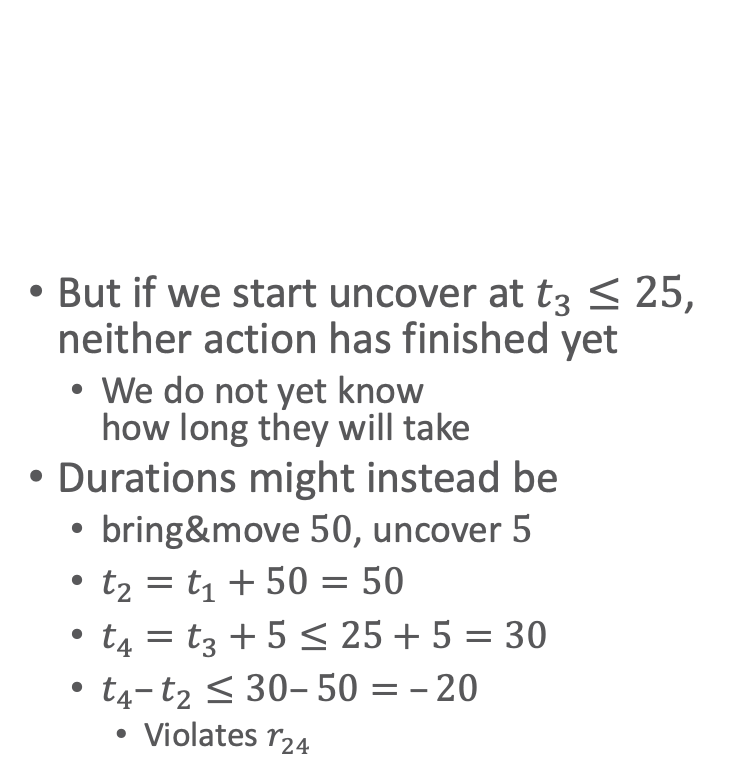 • But if we start uncover at t₃ ≤ 25,
neither action has finished yet
• We do not yet know
how long they will take
• Durations might instead be
• bring&move 50, uncover 5
• t₂ = t₁ + 50 = 50
• t₄ = t₃ + 5 ≤ 25 + 5 = 30
• t₄– t₂ ≤ 30– 50 = – 20
• Violates r₂₄